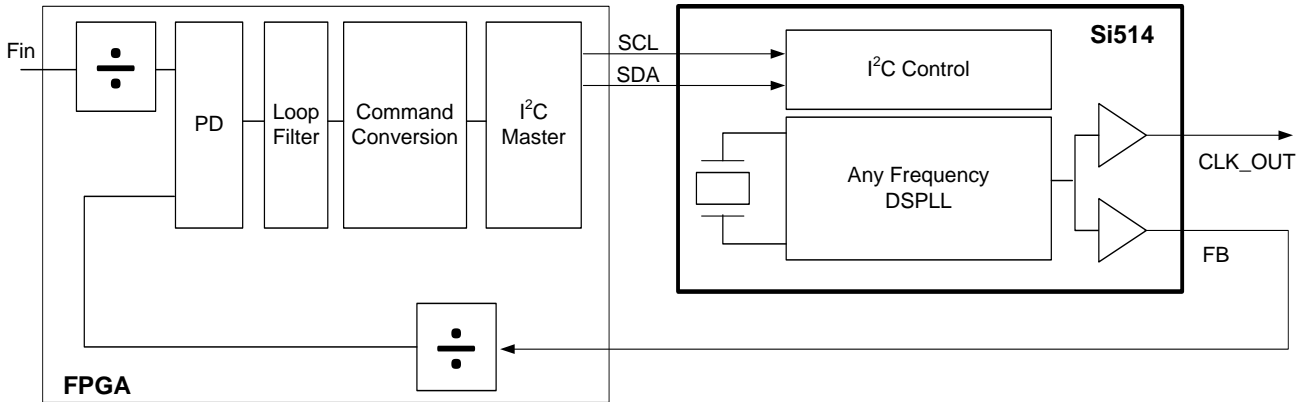 Fin
÷
PD
Loop
Filter
Command
Conversion
I²C
Master
SCL
SDA
Si514
I²C Control
Any Frequency
DSPLL
CLK_OUT
FB
÷
FPGA